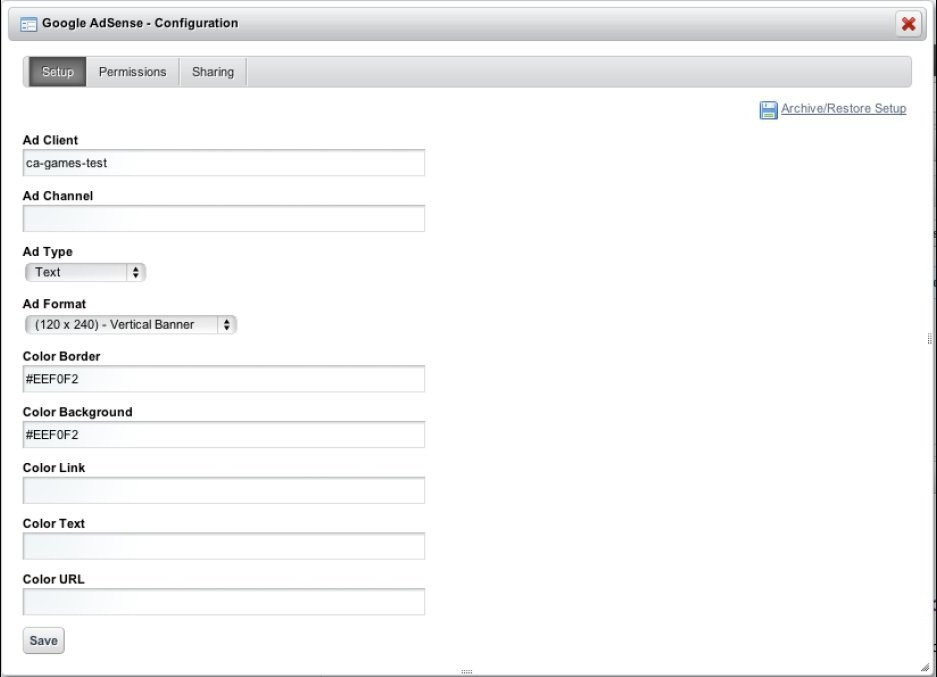 Google AdSense - Configuration
Setup Permissions Sharing
Archive/Restore Setup
Ad Client
ca-games-test
Ad Channel
Ad Type
Text
Ad Format
(120 x 240) - Vertical Banner
Color Border
#EEF0F2
Color Background
#EEF0F2
Color Link
Color Text
Color URL
Save